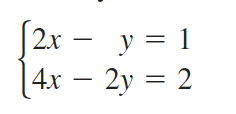 2x − y = 1
4x − 2y = 2